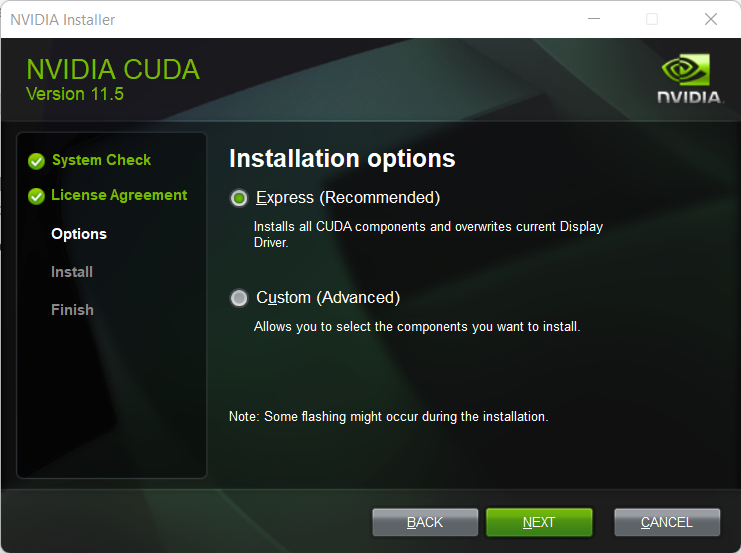 NVIDIA Installer
NVIDIA CUDA
Version 11.5
NVIDIA.
System Check
License Agreement
Options
Install
Finish
Installation options
Express (Recommended)
Installs all CUDA components and overwrites current Display
Driver.
Custom (Advanced)
Allows you to select the components you want to install.
Note: Some flashing might occur during the installation.
BACK
NEXT
CANCEL